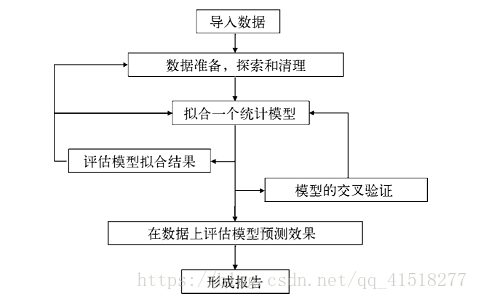 导入数据
数据准备，探索和清理
拟合一个统计模型
评估模型拟合结果
模型的交叉验证
在数据上评估模型预测效果
形成报告
https://blog.csdn.net/qq_41518277